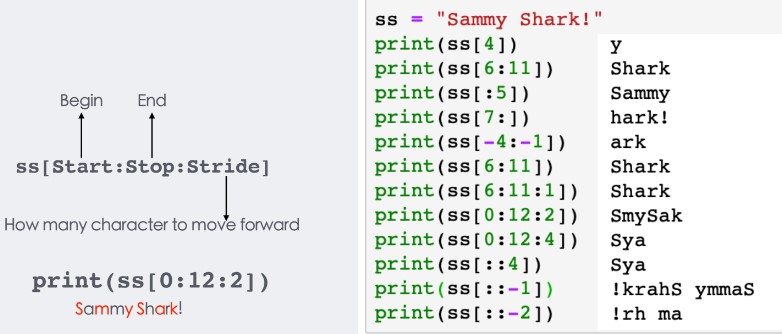 Begin End
ss[Start:Stop:Stride]
How many character to move forward
print(ss[0:12:2])
Sammy Shark!
ss = "Sammy Shark!"
print(ss[4]) y
print(ss[6:11]) Shark
print(ss[:5]) Sammy
print(ss[7:]) hark!
print(ss[-4:-1]) ark
print(ss[6:11]) Shark
print(ss[6:11:1]) Shark
print(ss[0:12:2]) SmySak
print(ss[0:12:4]) Sya
print(ss[::4]) Sya
print(ss[::-1]) !krahS ymmaS
print(ss[::-2]) !rh ma